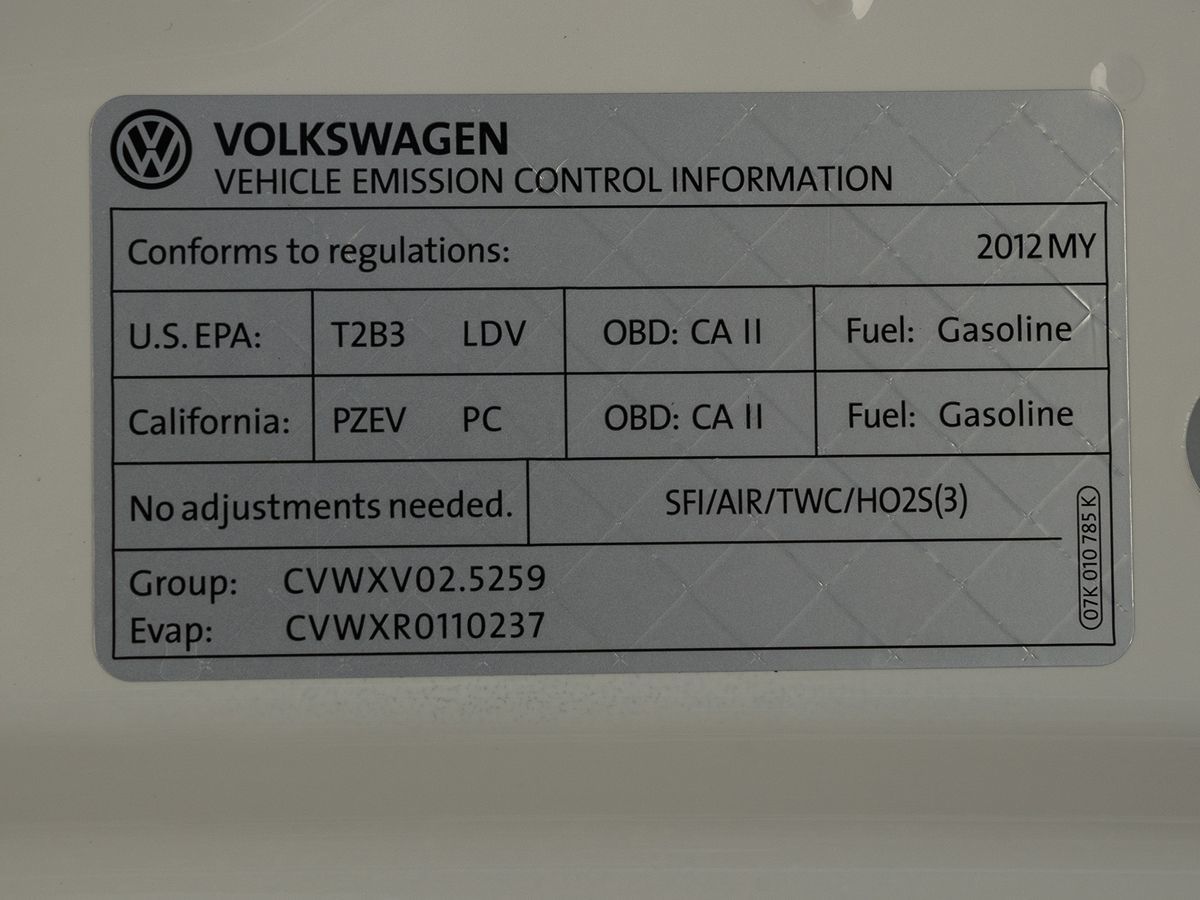 VOLKSWAGEN
VEHICLE EMISSION CONTROL INFORMATION
Conforms to regulations: 2012 MY
U.S. EPA: T2B3 LDV OBD: CA II Fuel: Gasoline
California: PZEV PC OBD: CA II Fuel: Gasoline
No adjustments needed. SFI/AIR/TWC/HO2S(3)
Group: CVWXV02.5259
Evap: CVWXR0110237
07K 010 785 K